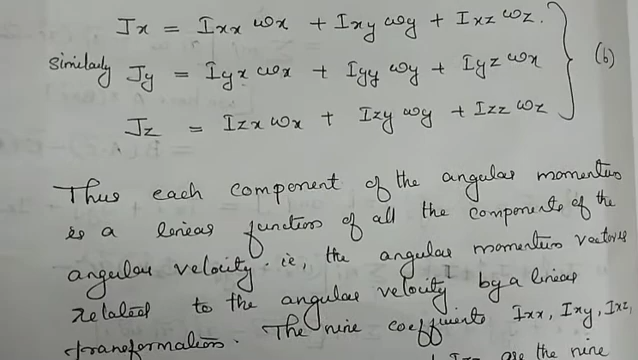 Jx = Ixx ωx + Ixy ωy + Ixz ωz.
similarly Jy = Iyx ωx + Iyy ωy + Iyz ωx (6)
Jz = Izx ωx + Izy ωy + Izz ωz
Thus each component of the angular momentum
is a linear function of all the components of the
angular velocity. ie, the angular momentum vector is
related to the angular velocity by a linear
transformation. The nine coefficients Ixx, Ixy, Ixz,
are the nine